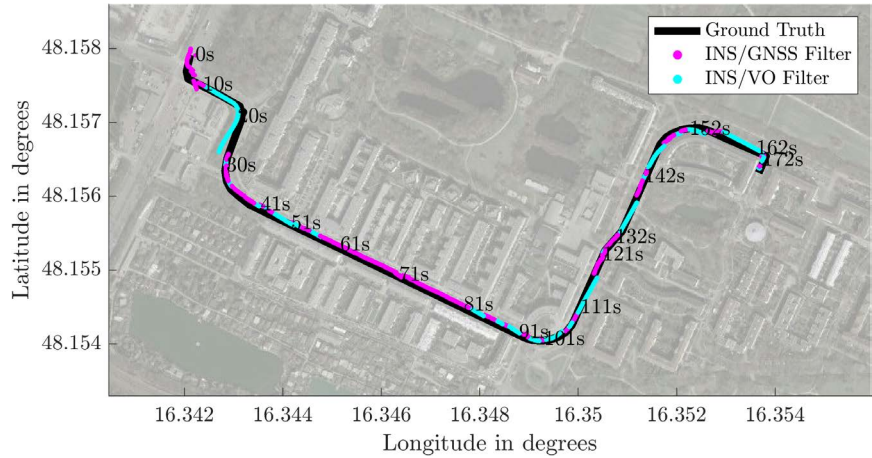 Ground Truth
INS/GNSS Filter
INS/VO Filter
48.158
48.157
48.156
48.155
48.154
Latitude in degrees
0s
10s
20s
30s
41s
51s
61s
71s
81s
91s
101s
111s
121s
132s
142s
152s
162s
172s
16.342
16.344
16.346
16.348
16.35
16.352
16.354
Longitude in degrees